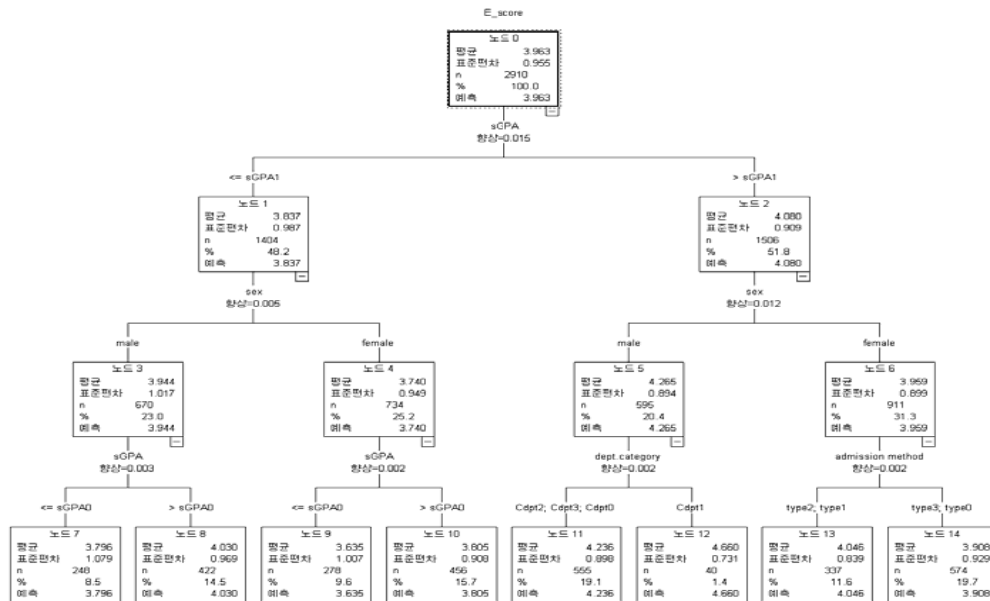 E_score
노드 0
평균 3.963
표준편차 0.955
n 2910
% 100.0
예측 3.963
sGPA
향상=0.015
<= sGPA1
> sGPA1
노드 1
평균 3.837
표준편차 0.987
n 1404
% 48.2
예측 3.837
노드 2
평균 4.080
표준편차 0.909
n 1506
% 51.8
예측 4.080
sex
향상=0.005
sex
향상=0.012
male
female
male
female
노드 3
평균 3.944
표준편차 1.017
n 670
% 23.0
예측 3.944
노드 4
평균 3.740
표준편차 0.949
n 734
% 25.2
예측 3.740
노드 5
평균 4.265
표준편차 0.894
n 595
% 20.4
예측 4.265
노드 6
평균 3.959
표준편차 0.899
n 911
% 31.3
예측 3.959
sGPA
향상=0.003
sGPA
향상=0.002
dept.category
향상=0.002
admission method
향상=0.002
<= sGPA0
> sGPA0
<= sGPA0
> sGPA0
Cdpt2; Cdpt3; Cdpt0
Cdpt1
type2; type1
type3; type0
노드 7
평균 3.796
표준편차 1.079
n 248
% 8.5
예측 3.796
노드 8
평균 4.030
표준편차 0.969
n 422
% 14.5
예측 4.030
노드 9
평균 3.635
표준편차 1.007
n 278
% 9.6
예측 3.635
노드 10
평균 3.805
표준편차 0.908
n 456
% 15.7
예측 3.805
노드 11
평균 4.236
표준편차 0.898
n 555
% 19.1
예측 4.236
노드 12
평균 4.660
표준편차 0.731
n 40
% 1.4
예측 4.660
노드 13
평균 4.046
표준편차 0.839
n 337
% 11.6
예측 4.046
노드 14
평균 3.908
표준편차 0.929
n 574
% 19.7
예측 3.908